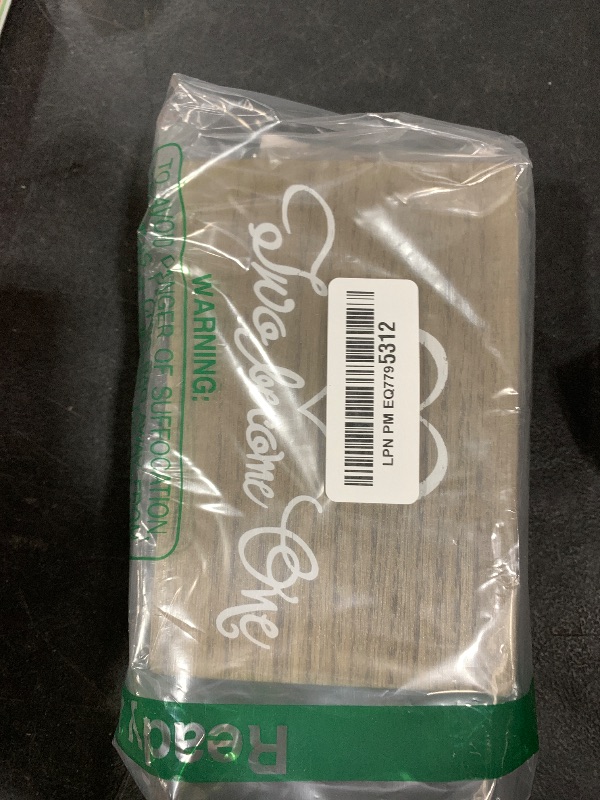 WARNING:
TO AVOID DANGER OF SUFFOCATION
Two become One
LPN PM EQ7795312
Ready